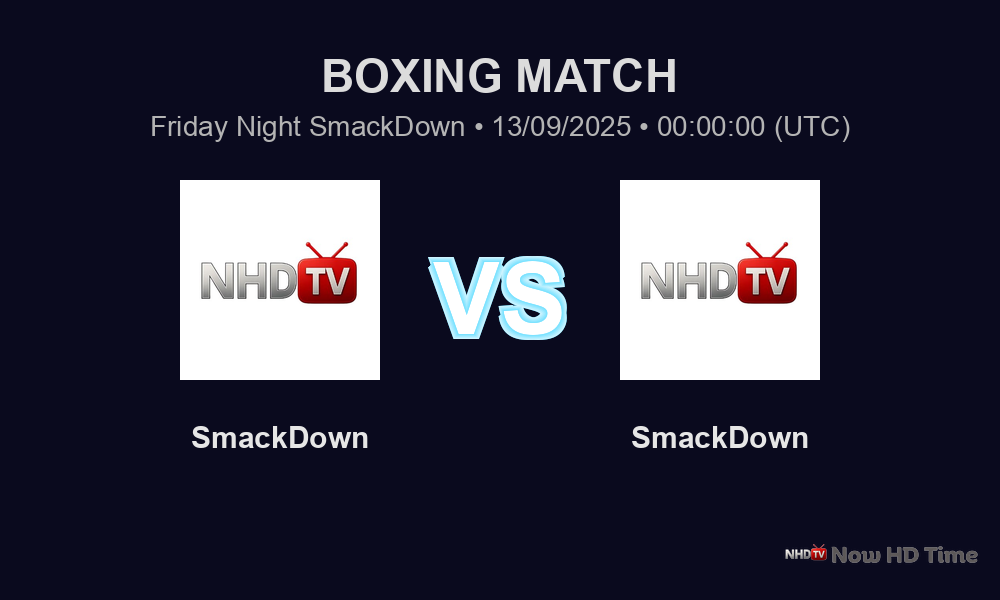 BOXING MATCH
Friday Night SmackDown • 13/09/2025 • 00:00:00 (UTC)
NHD TV
VS
NHD TV
SmackDown
SmackDown
NHD TV Now HD Time